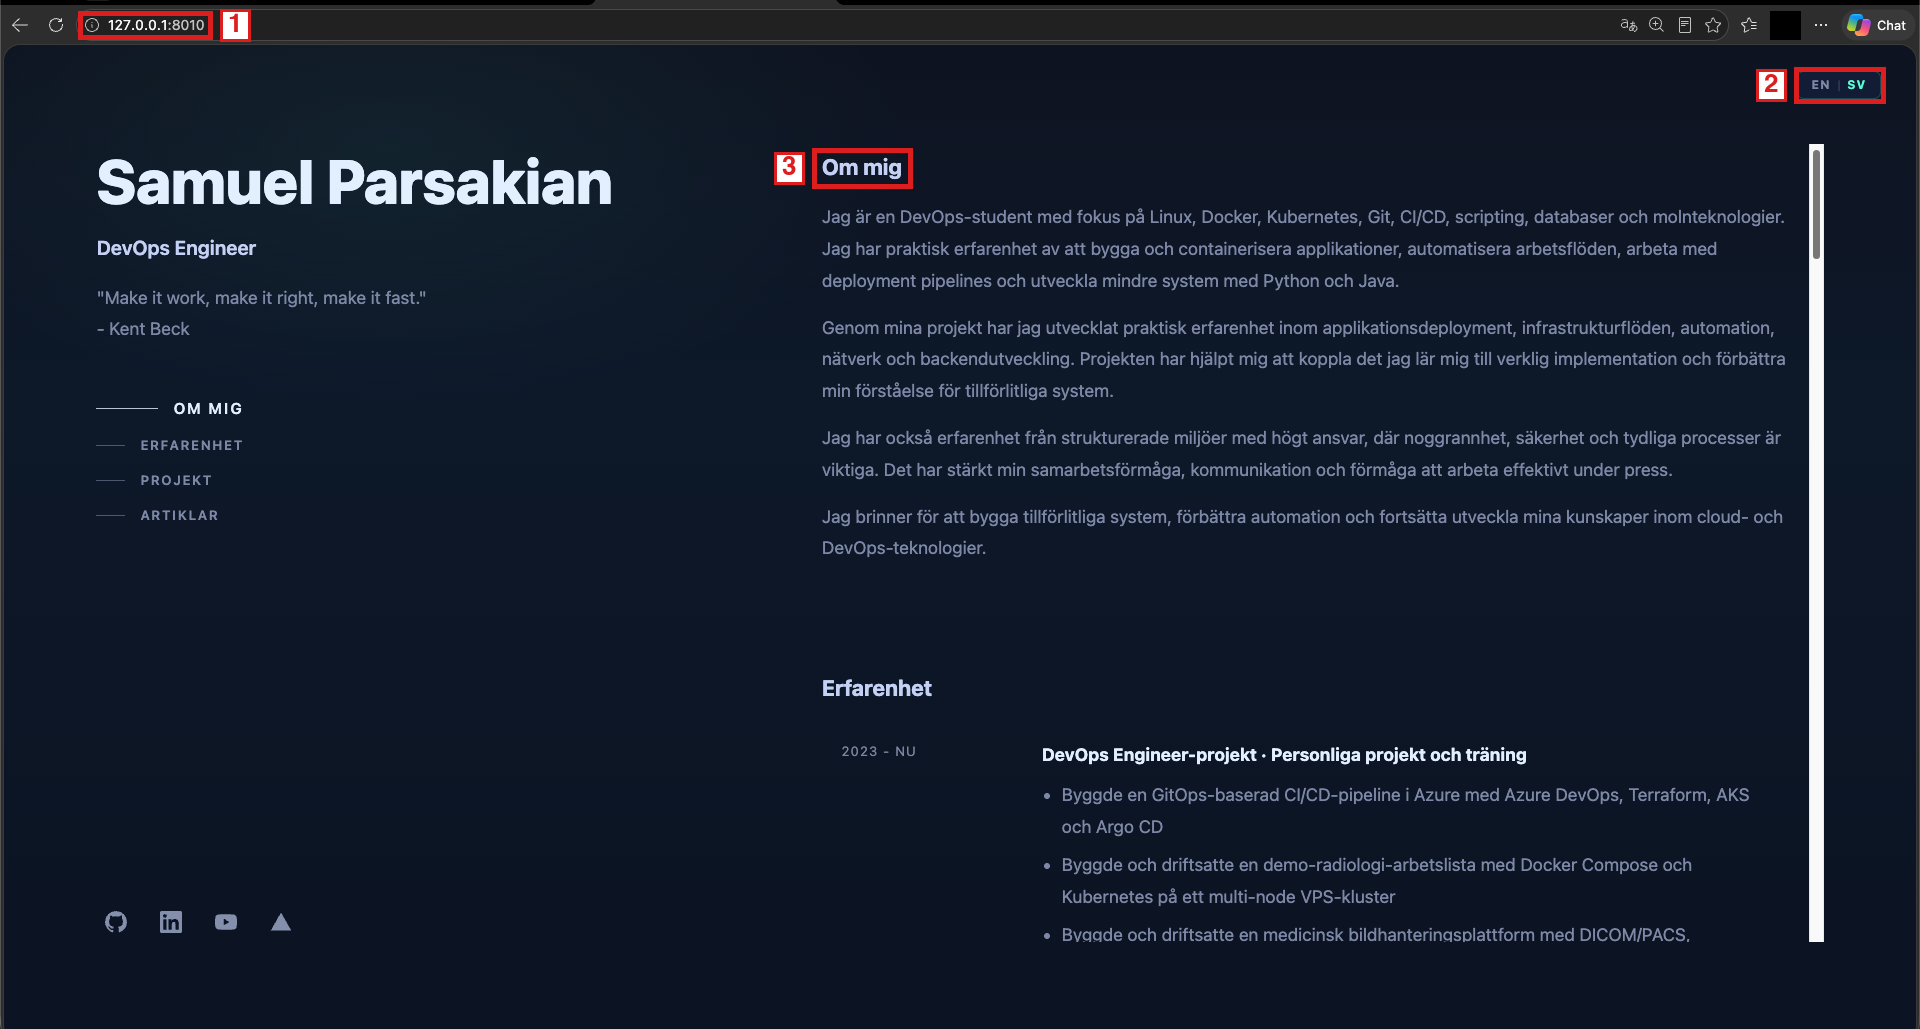 127.0.0.1:8010
1
Chat
2
EN | SV
Samuel Parsakian
DevOps Engineer
"Make it work, make it right, make it fast."
- Kent Beck
OM MIG
ERFARENHET
PROJEKT
ARTIKLAR
3
Om mig
Jag är en DevOps-student med fokus på Linux, Docker, Kubernetes, Git, CI/CD, scripting, databaser och molnteknologier.
Jag har praktisk erfarenhet av att bygga och containerisera applikationer, automatisera arbetsflöden, arbeta med
deployment pipelines och utveckla mindre system med Python och Java.
Genom mina projekt har jag utvecklat praktisk erfarenhet inom applikationsdeployment, infrastrukturflöden, automation,
nätverk och backendutveckling. Projekten har hjälpt mig att koppla det jag lär mig till verklig implementation och förbättra
min förståelse för tillförlitliga system.
Jag har också erfarenhet från strukturerade miljöer med högt ansvar, där noggrannhet, säkerhet och tydliga processer är
viktiga. Det har stärkt min samarbetsförmåga, kommunikation och förmåga att arbeta effektivt under press.
Jag brinner för att bygga tillförlitliga system, förbättra automation och fortsätta utveckla mina kunskaper inom cloud- och
DevOps-teknologier.
Erfarenhet
2023 - NU
DevOps Engineer-projekt · Personliga projekt och träning
• Byggde en GitOps-baserad CI/CD-pipeline i Azure med Azure DevOps, Terraform, AKS
och Argo CD
• Byggde och driftsatte en demo-radiologi-arbetslista med Docker Compose och
Kubernetes på ett multi-node VPS-kluster
• Byggde och driftsatte en medicinsk bildhanteringsplattform med DICOM/PACS,